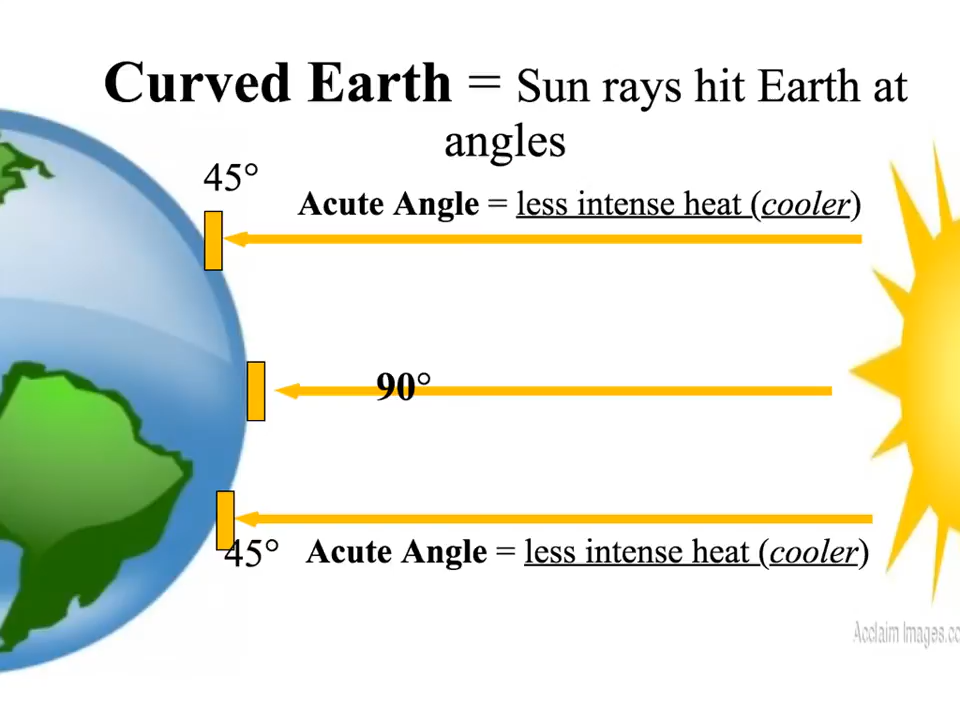 Curved Earth = Sun rays hit Earth at
angles
45°
Acute Angle = less intense heat (cooler)
90°
45° Acute Angle = less intense heat (cooler)
Acclaim Images.cc